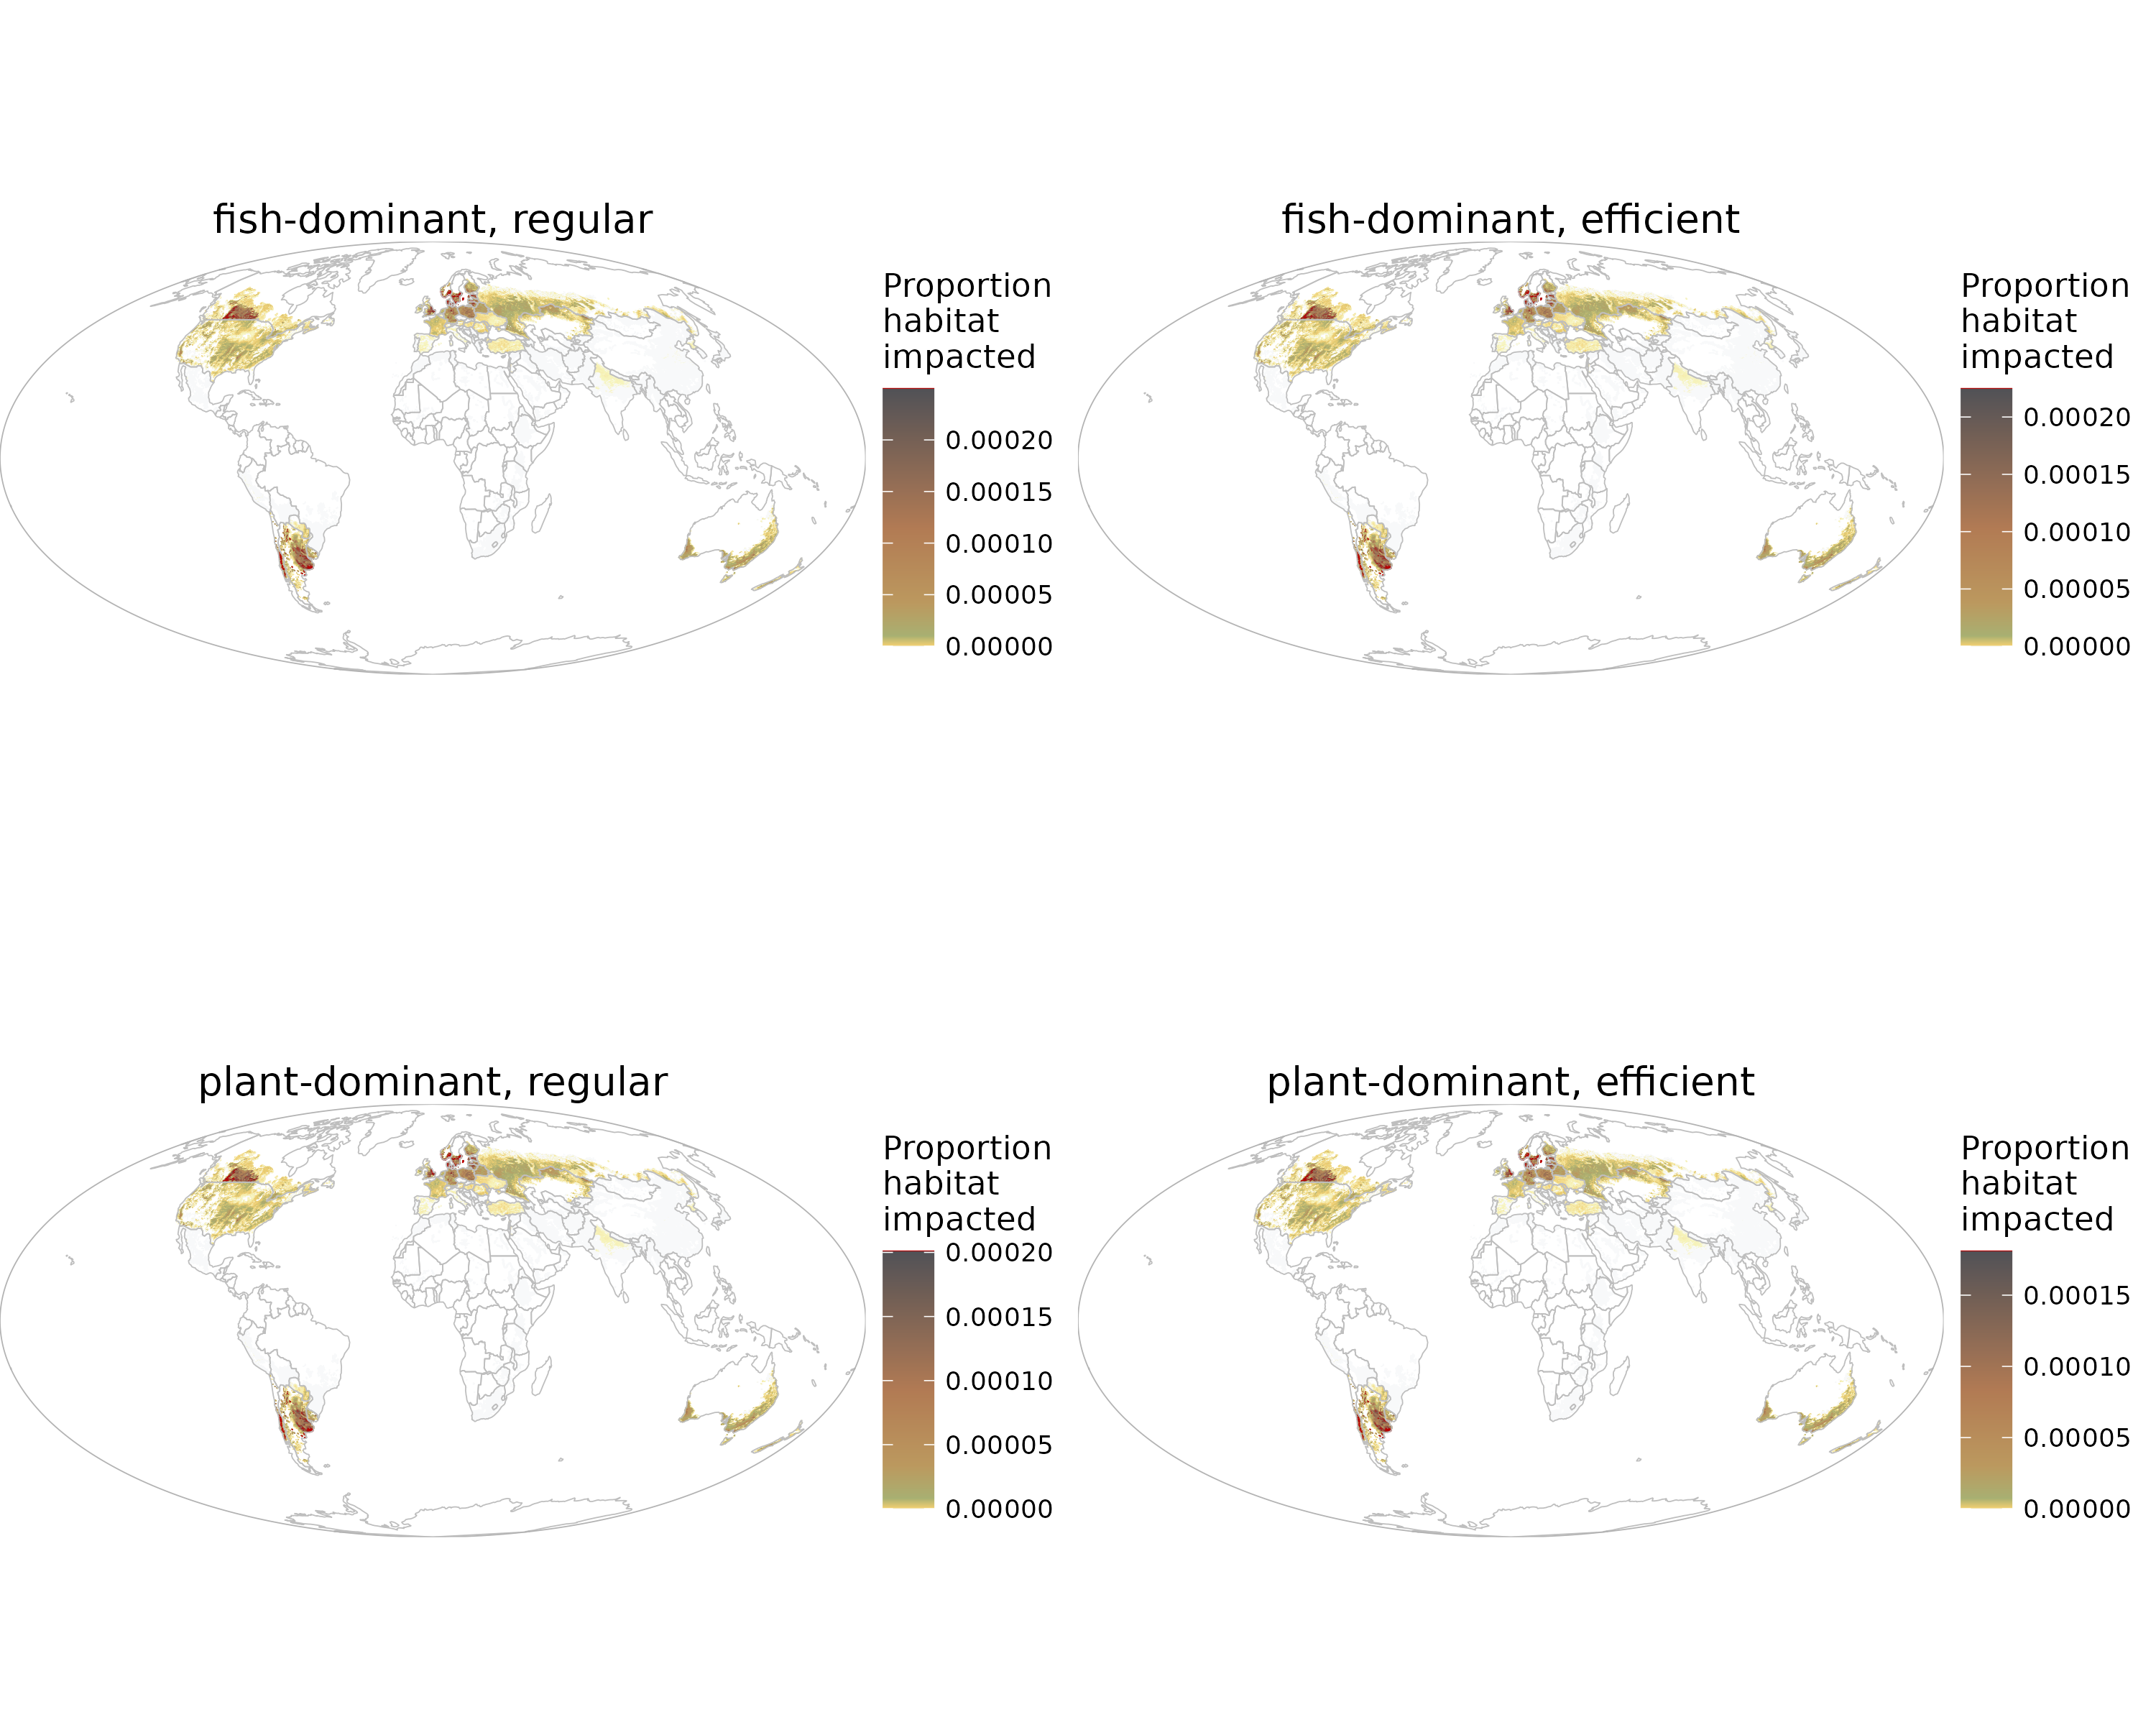 fish-dominant, regular
Proportion
habitat
impacted
0.00020
0.00015
0.00010
0.00005
0.00000
fish-dominant, efficient
Proportion
habitat
impacted
0.00020
0.00015
0.00010
0.00005
0.00000
plant-dominant, regular
Proportion
habitat
impacted
0.00020
0.00015
0.00010
0.00005
0.00000
plant-dominant, efficient
Proportion
habitat
impacted
0.00015
0.00010
0.00005
0.00000